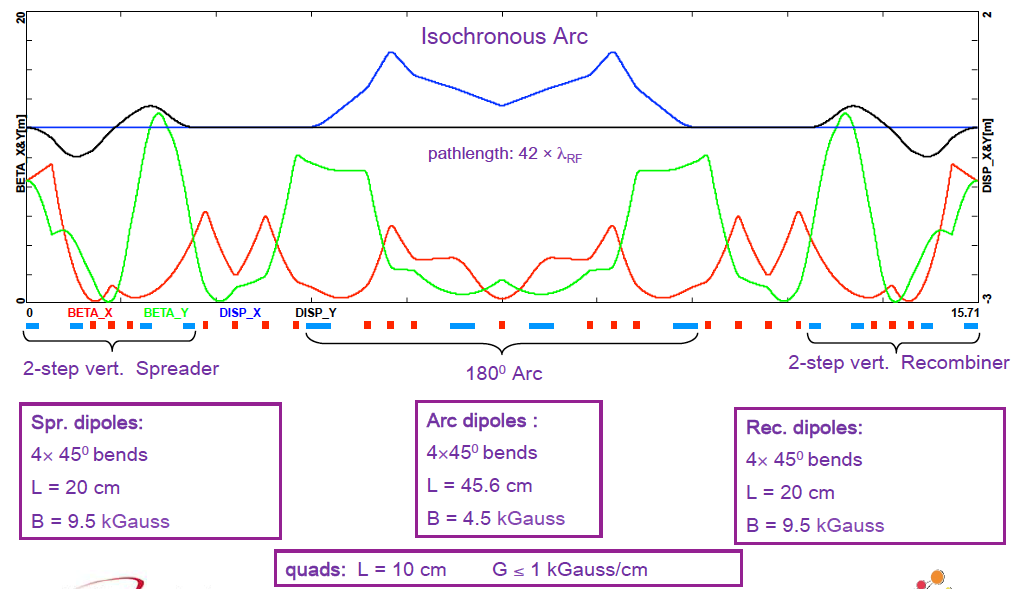 20
2
Isochronous Arc
BETA_X&Y[m]
DISP_X&Y[m]
pathlength: 42 × λRF
0
-3
0
BETA_X
BETA_Y
DISP_X
DISP_Y
15.71
2-step vert. Spreader
180⁰ Arc
2-step vert. Recombiner
Spr. dipoles:
4× 45⁰ bends
L = 20 cm
B = 9.5 kGauss
Arc dipoles :
4×45⁰ bends
L = 45.6 cm
B = 4.5 kGauss
Rec. dipoles:
4× 45⁰ bends
L = 20 cm
B = 9.5 kGauss
quads: L = 10 cm G ≤ 1 kGauss/cm